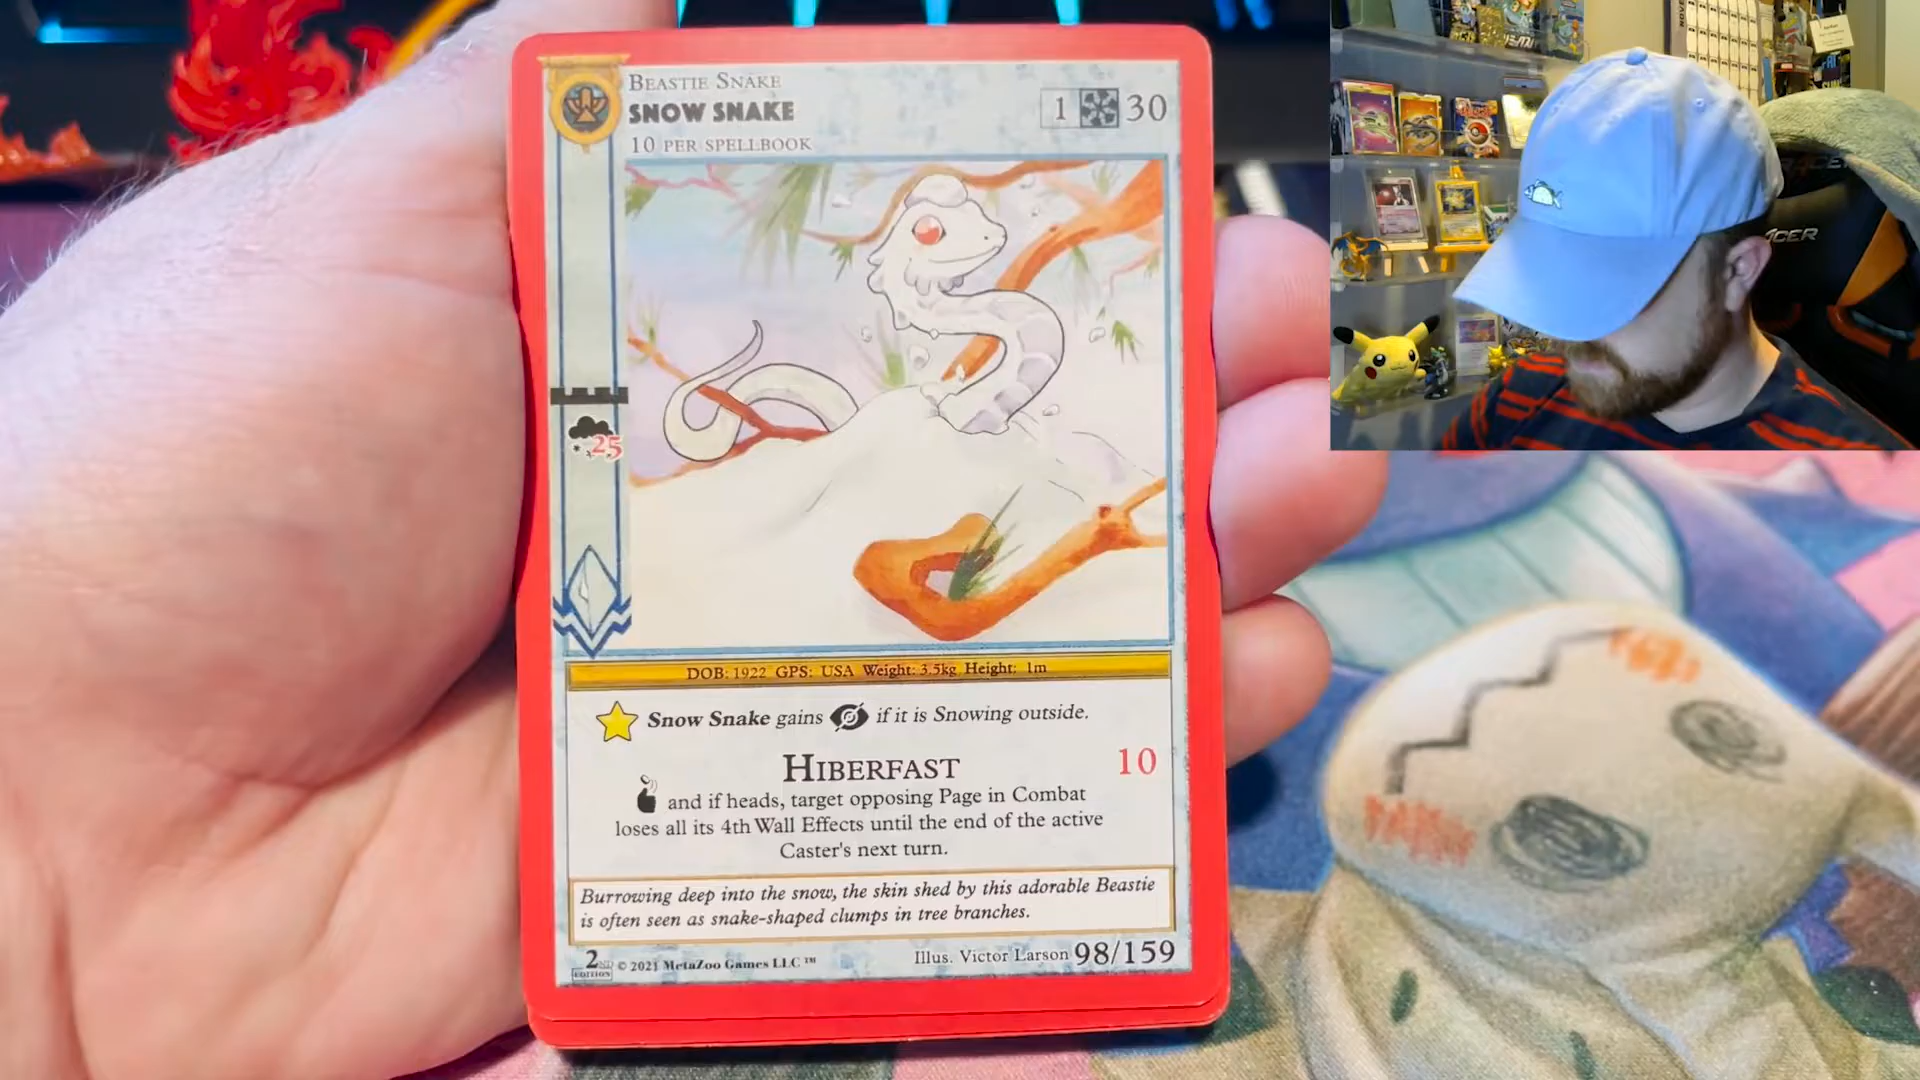 BEASTIE SNAKE
SNOW SNAKE
1 30
10 PER SPELLBOOK
25
DOB: 1922 GPS: USA Weight: 3.5kg Height: 1m
Snow Snake gains if it is Snowing outside.
HIBERFAST 10
and if heads, target opposing Page in Combat
loses all its 4th Wall Effects until the end of the active
Caster's next turn.
Burrowing deep into the snow, the skin shed by this adorable Beastie
is often seen as snake-shaped clumps in tree branches.
2ND EDITION © 2021 MetaZoo Games LLC ™ Illus. Victor Larson 98/159